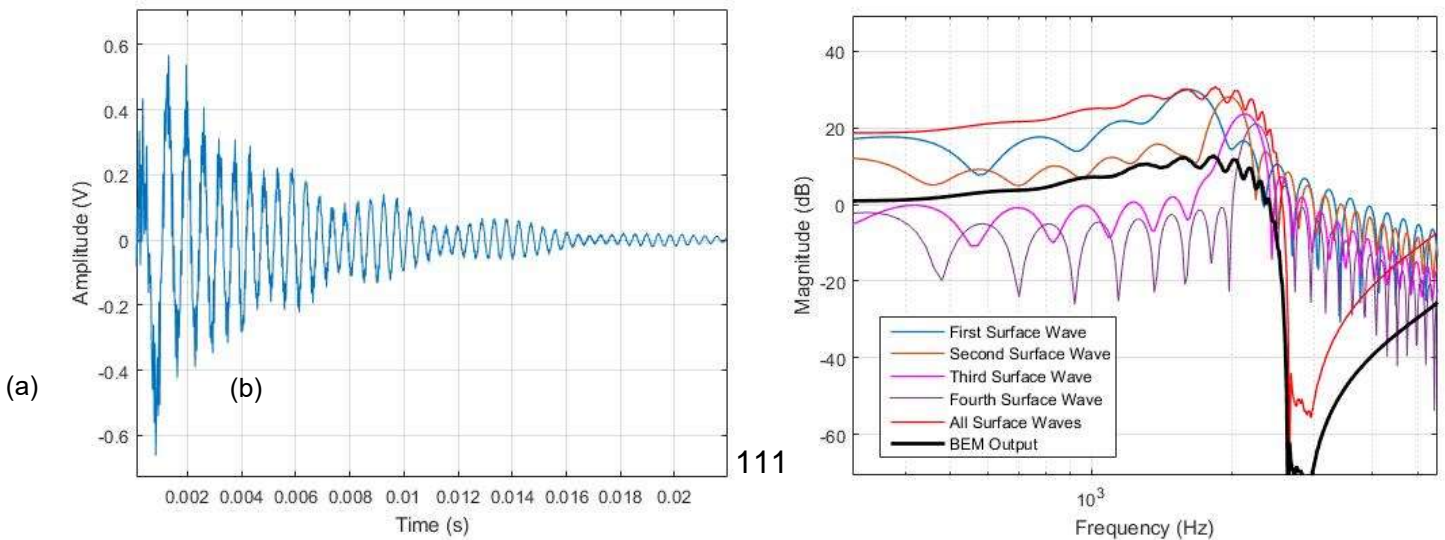 (a)
Amplitude (V)
0.6
0.4
0.2
0
-0.2
-0.4
-0.6
0.002 0.004 0.006 0.008 0.01 0.012 0.014 0.016 0.018 0.02
Time (s)
(b)
111
Magnitude (dB)
40
20
0
-20
-40
-60
First Surface Wave
Second Surface Wave
Third Surface Wave
Fourth Surface Wave
All Surface Waves
BEM Output
10³
Frequency (Hz)